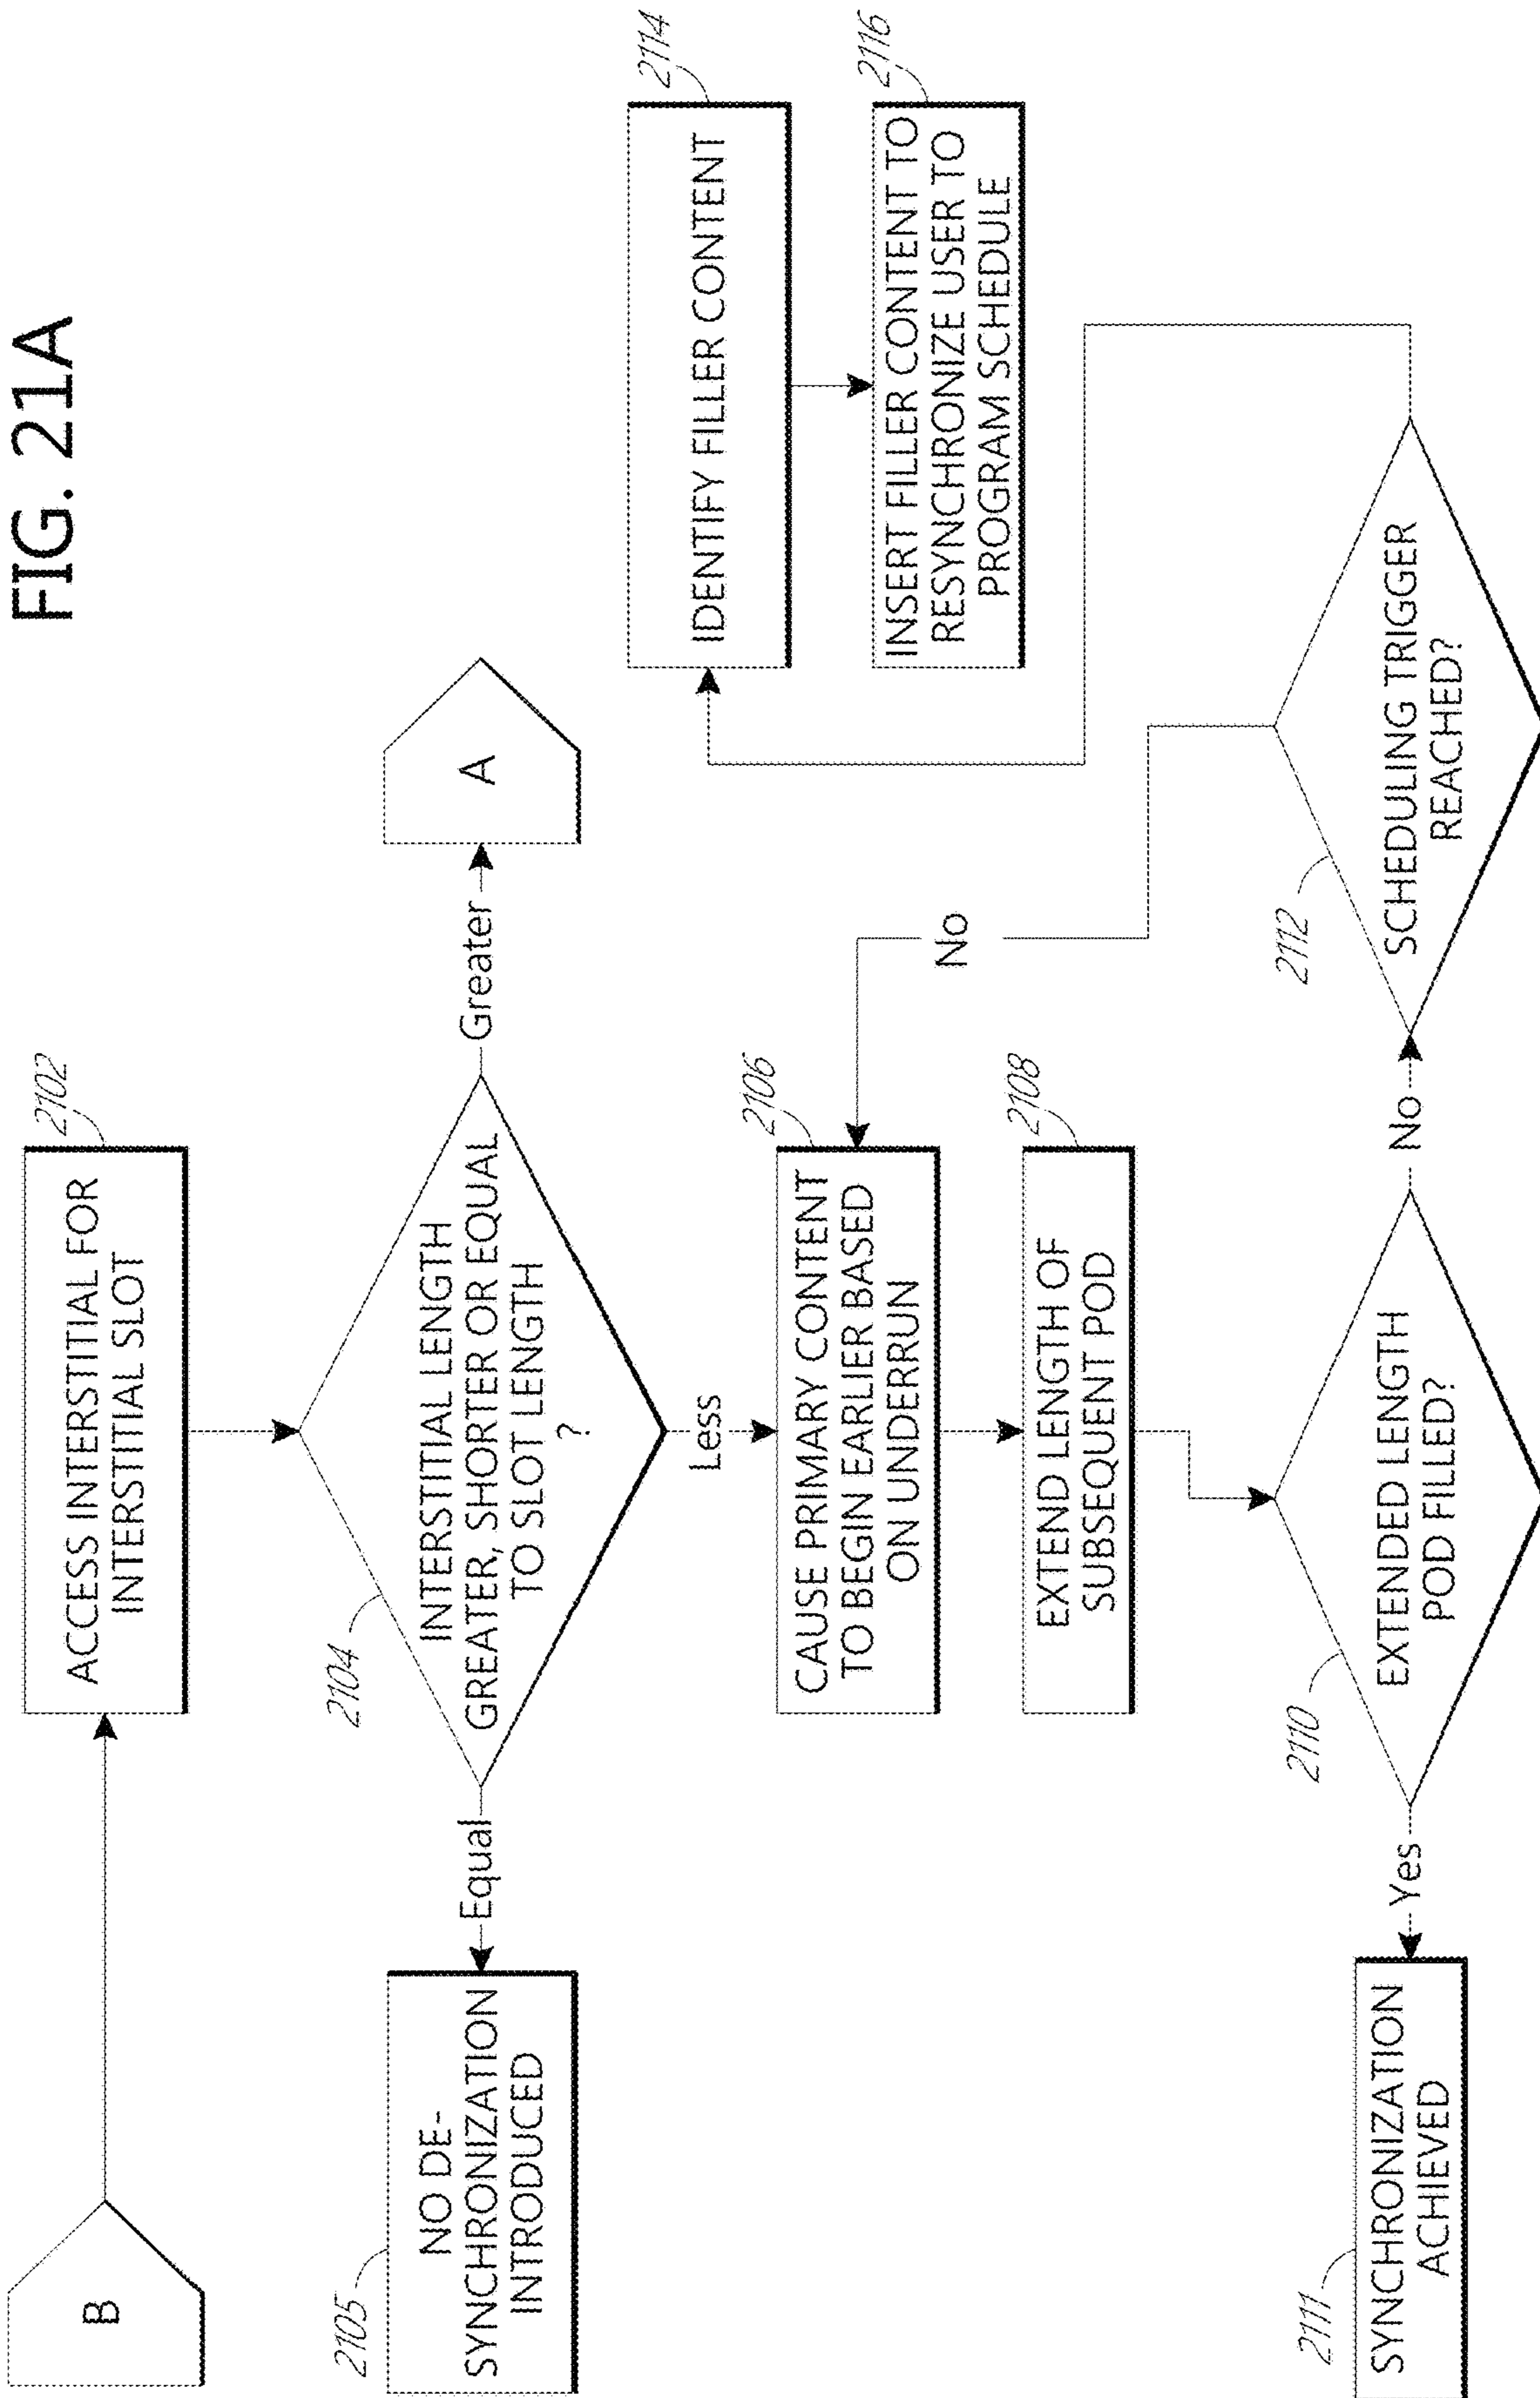 FIG. 21A
B
2102
ACCESS INTERSTITIAL FOR
INTERSTITIAL SLOT
2104
INTERSTITIAL LENGTH
GREATER, SHORTER OR EQUAL
TO SLOT LENGTH
?
Equal
2105
NO DE-
SYNCHRONIZATION
INTRODUCED
Greater
A
Less
2106
CAUSE PRIMARY CONTENT
TO BEGIN EARLIER BASED
ON UNDERRUN
2108
EXTEND LENGTH OF
SUBSEQUENT POD
2110
EXTENDED LENGTH
POD FILLED?
Yes
2111
SYNCHRONIZATION
ACHIEVED
No
2112
SCHEDULING TRIGGER
REACHED?
No
2114
IDENTIFY FILLER CONTENT
2116
INSERT FILLER CONTENT TO
RESYNCHRONIZE USER TO
PROGRAM SCHEDULE